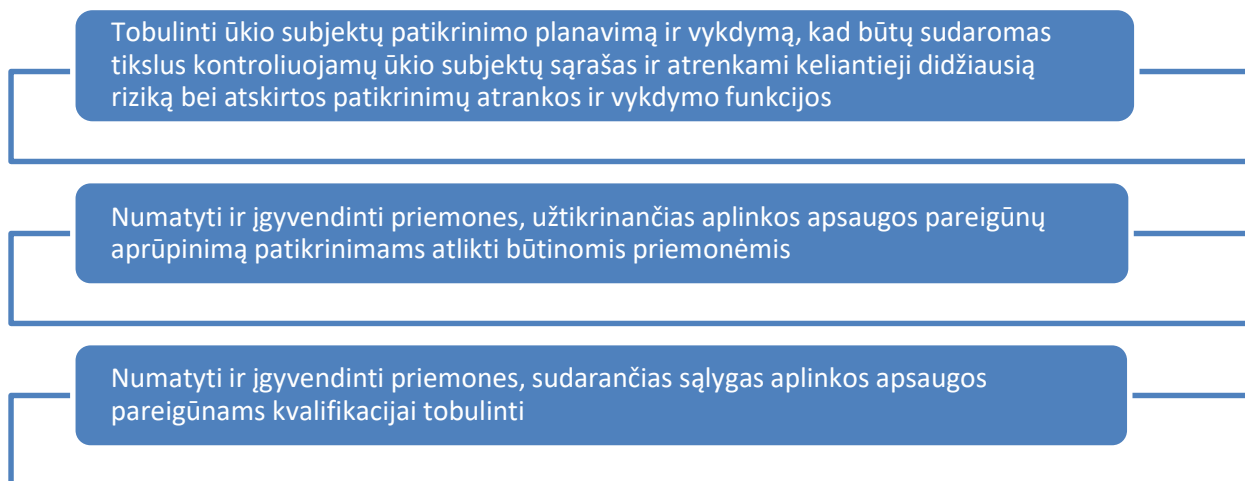 Tobulinti ūkio subjektų patikrinimo planavimą ir vykdymą, kad būtų sudaromas
tikslus kontroliuojamų ūkio subjektų sąrašas ir atrenkami keliantieji didžiausią
riziką bei atskirtos patikrinimų atrankos ir vykdymo funkcijos
Numatyti ir įgyvendinti priemones, užtikrinančias aplinkos apsaugos pareigūnų
aprūpinimą patikrinimams atlikti būtinomis priemonėmis
Numatyti ir įgyvendinti priemones, sudarančias sąlygas aplinkos apsaugos
pareigūnams kvalifikacijai tobulinti